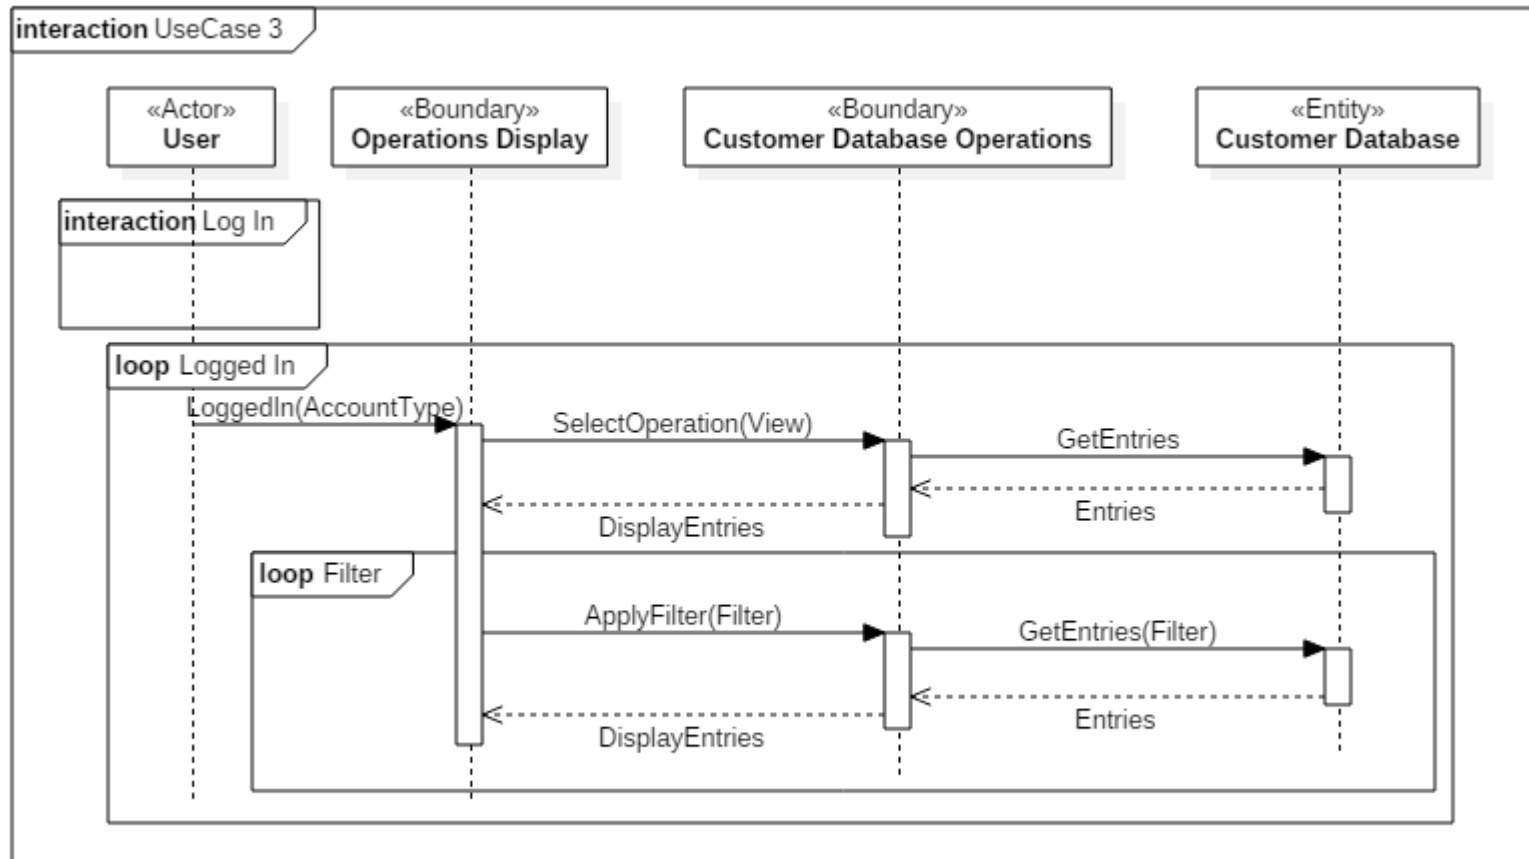 interaction UseCase 3
«Actor»
User
«Boundary»
Operations Display
«Boundary»
Customer Database Operations
«Entity»
Customer Database
interaction Log In
loop Logged In
LoggedIn(AccountType)
SelectOperation(View)
GetEntries
Entries
DisplayEntries
loop Filter
ApplyFilter(Filter)
GetEntries(Filter)
Entries
DisplayEntries